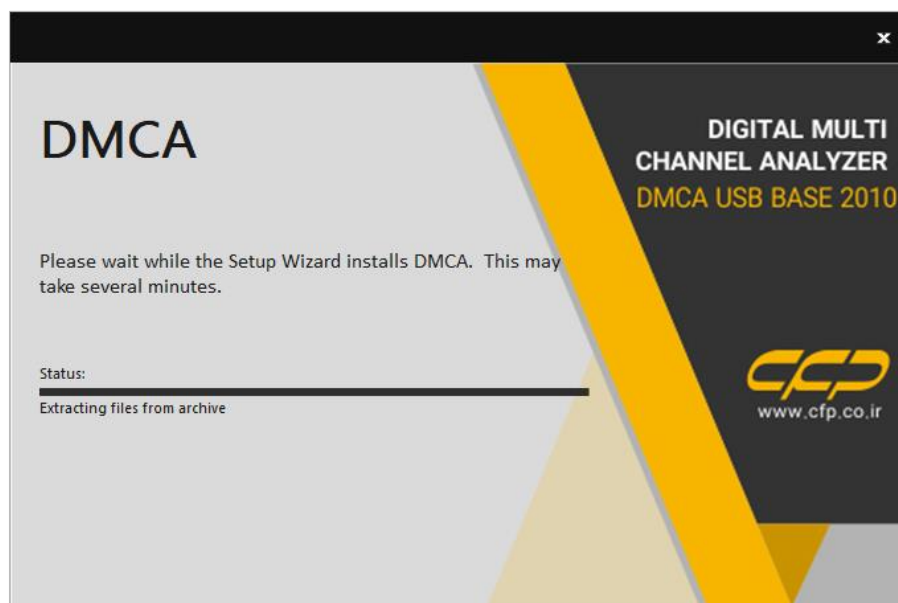 DMCA
Please wait while the Setup Wizard installs DMCA. This may
take several minutes.
Status:
Extracting files from archive
DIGITAL MULTI
CHANNEL ANALYZER
DMCA USB BASE 2010
CFP
www.cfp.co.ir